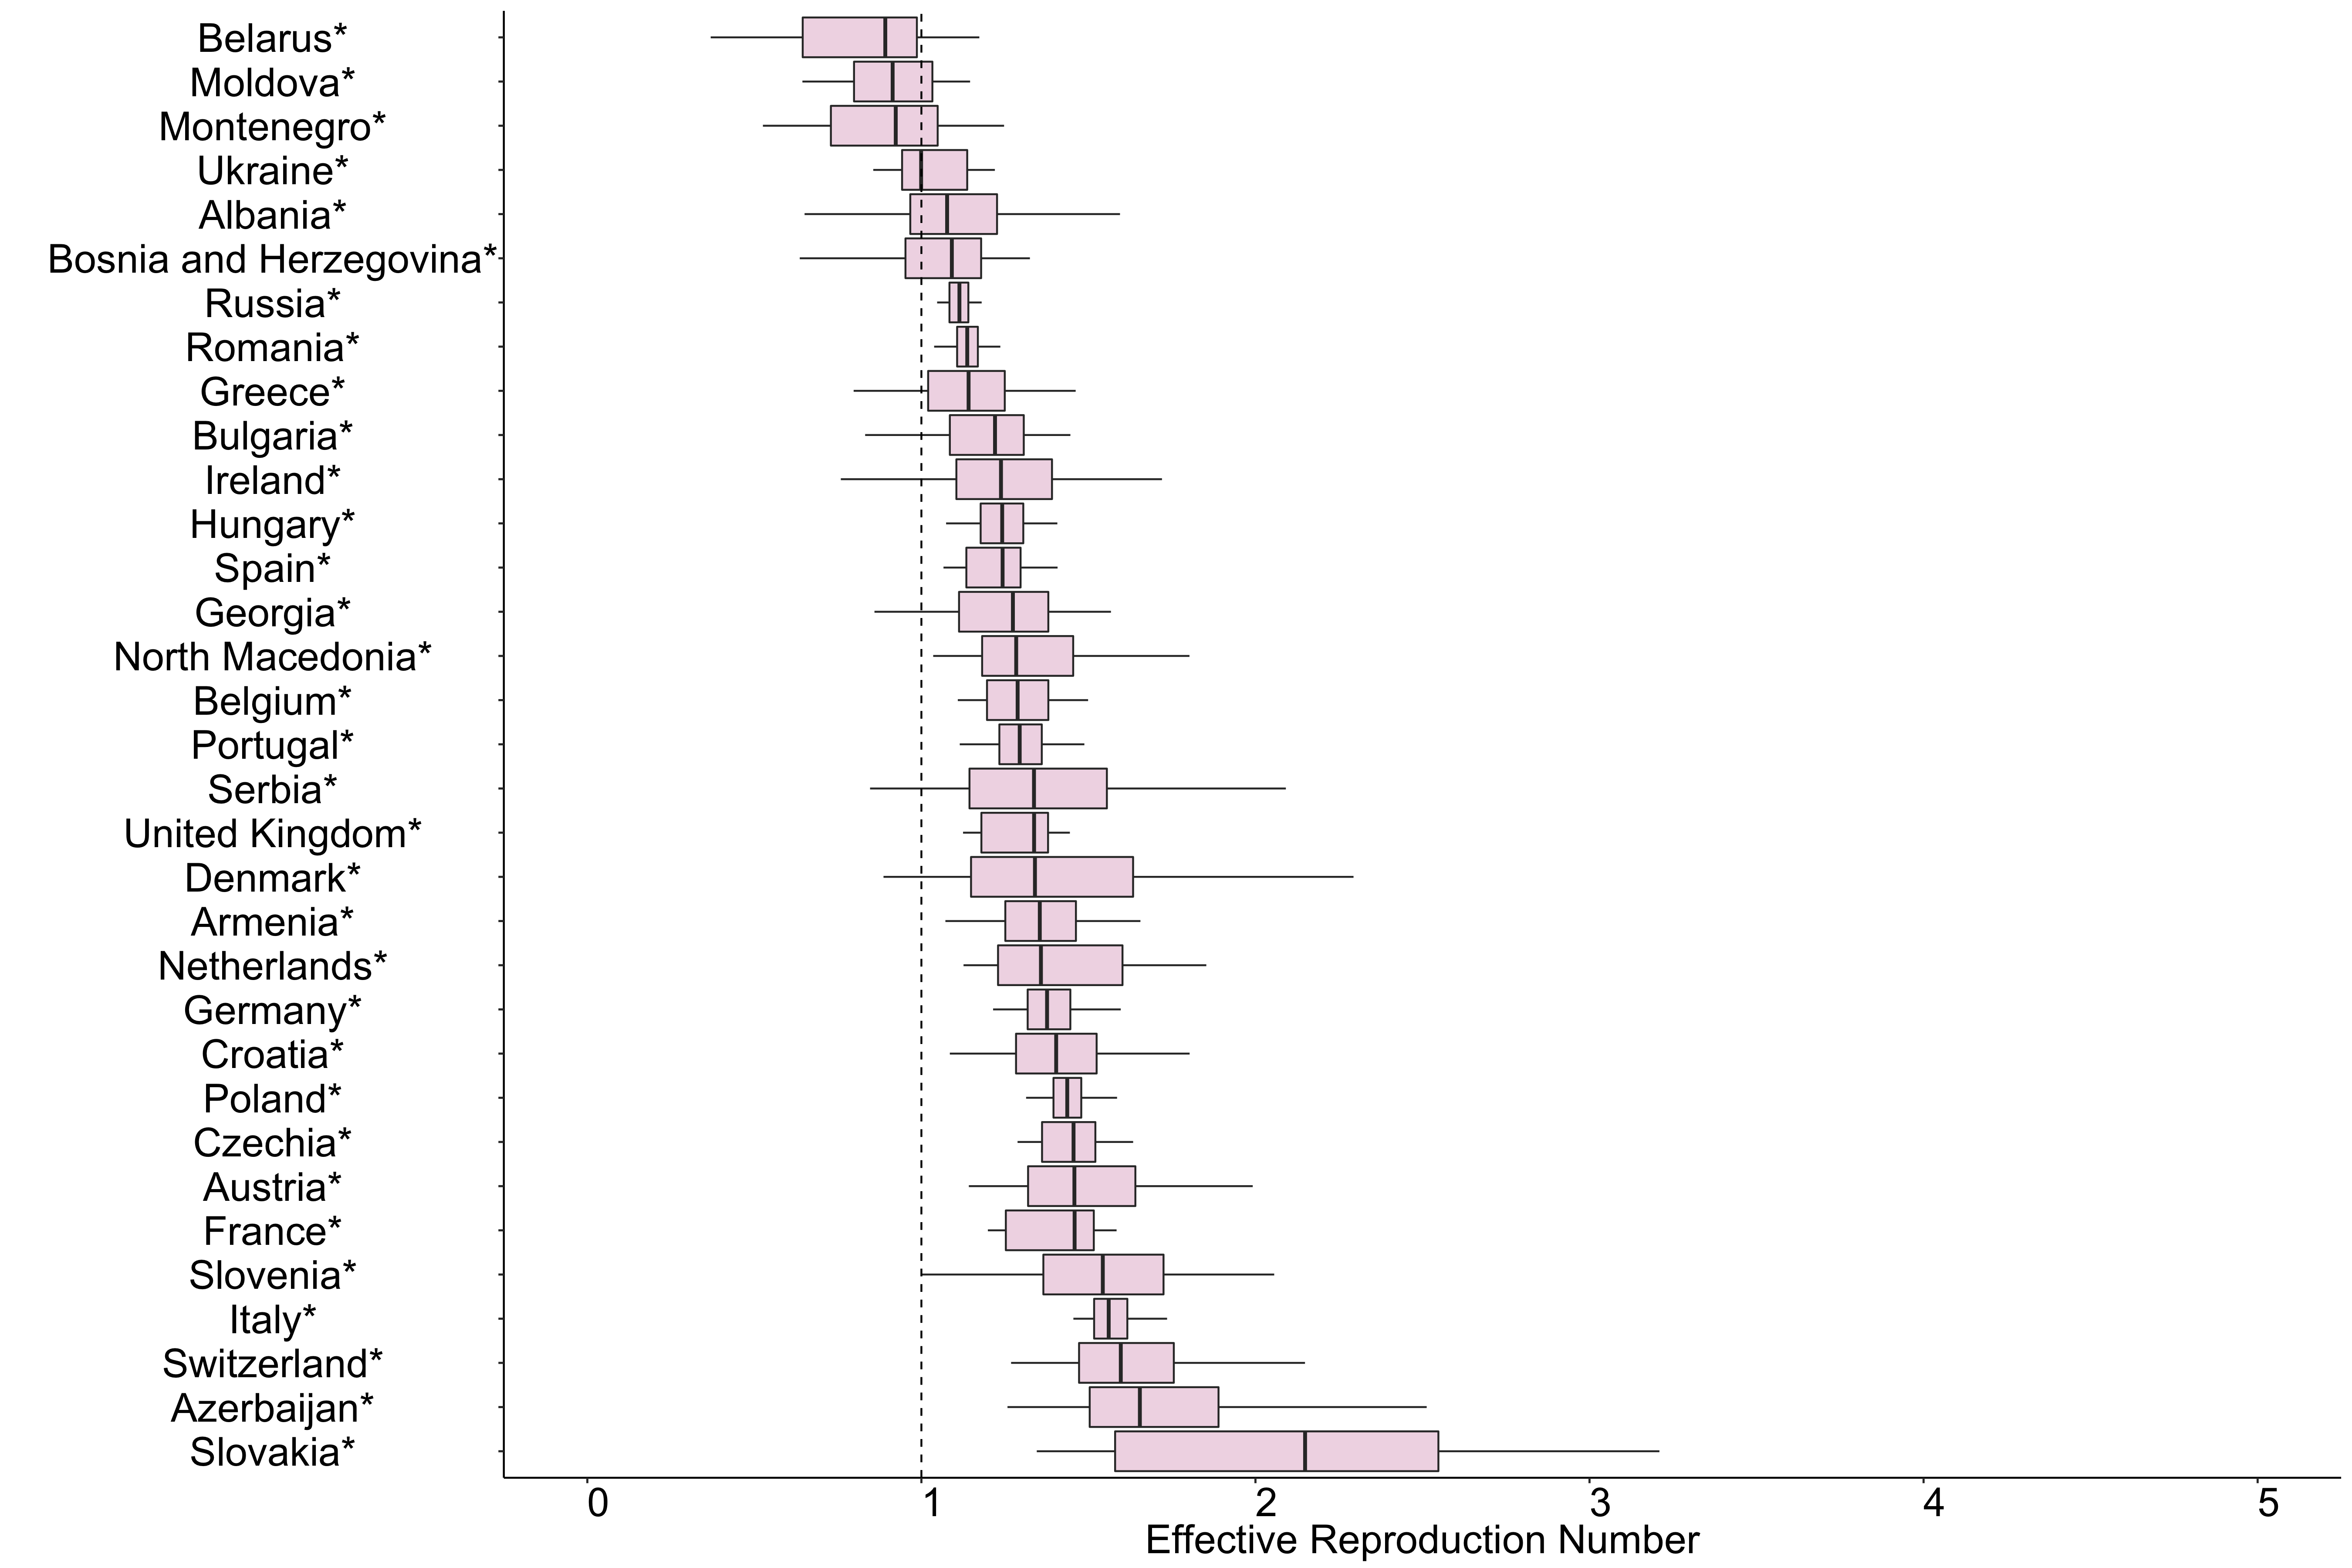 Belarus*
Moldova*
Montenegro*
Ukraine*
Albania*
Bosnia and Herzegovina*
Russia*
Romania*
Greece*
Bulgaria*
Ireland*
Hungary*
Spain*
Georgia*
North Macedonia*
Belgium*
Portugal*
Serbia*
United Kingdom*
Denmark*
Armenia*
Netherlands*
Germany*
Croatia*
Poland*
Czechia*
Austria*
France*
Slovenia*
Italy*
Switzerland*
Azerbaijan*
Slovakia*
0 1 2 3 4 5
Effective Reproduction Number